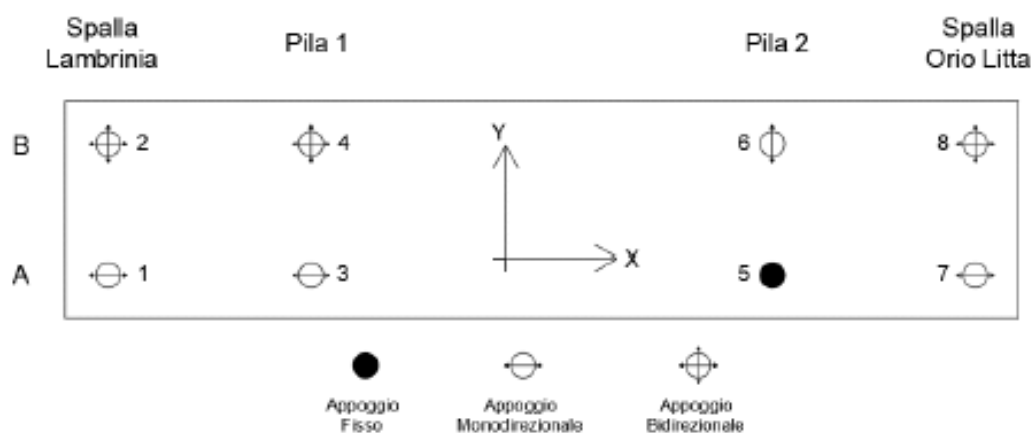 Spalla
Lambrinia
Pila 1
Pila 2
Spalla
Orio Litta
B
2
4
Y
6
8
A
1
3
X
5
7
Appoggio
Fisso
Appoggio
Monodirezionale
Appoggio
Bidirezionale